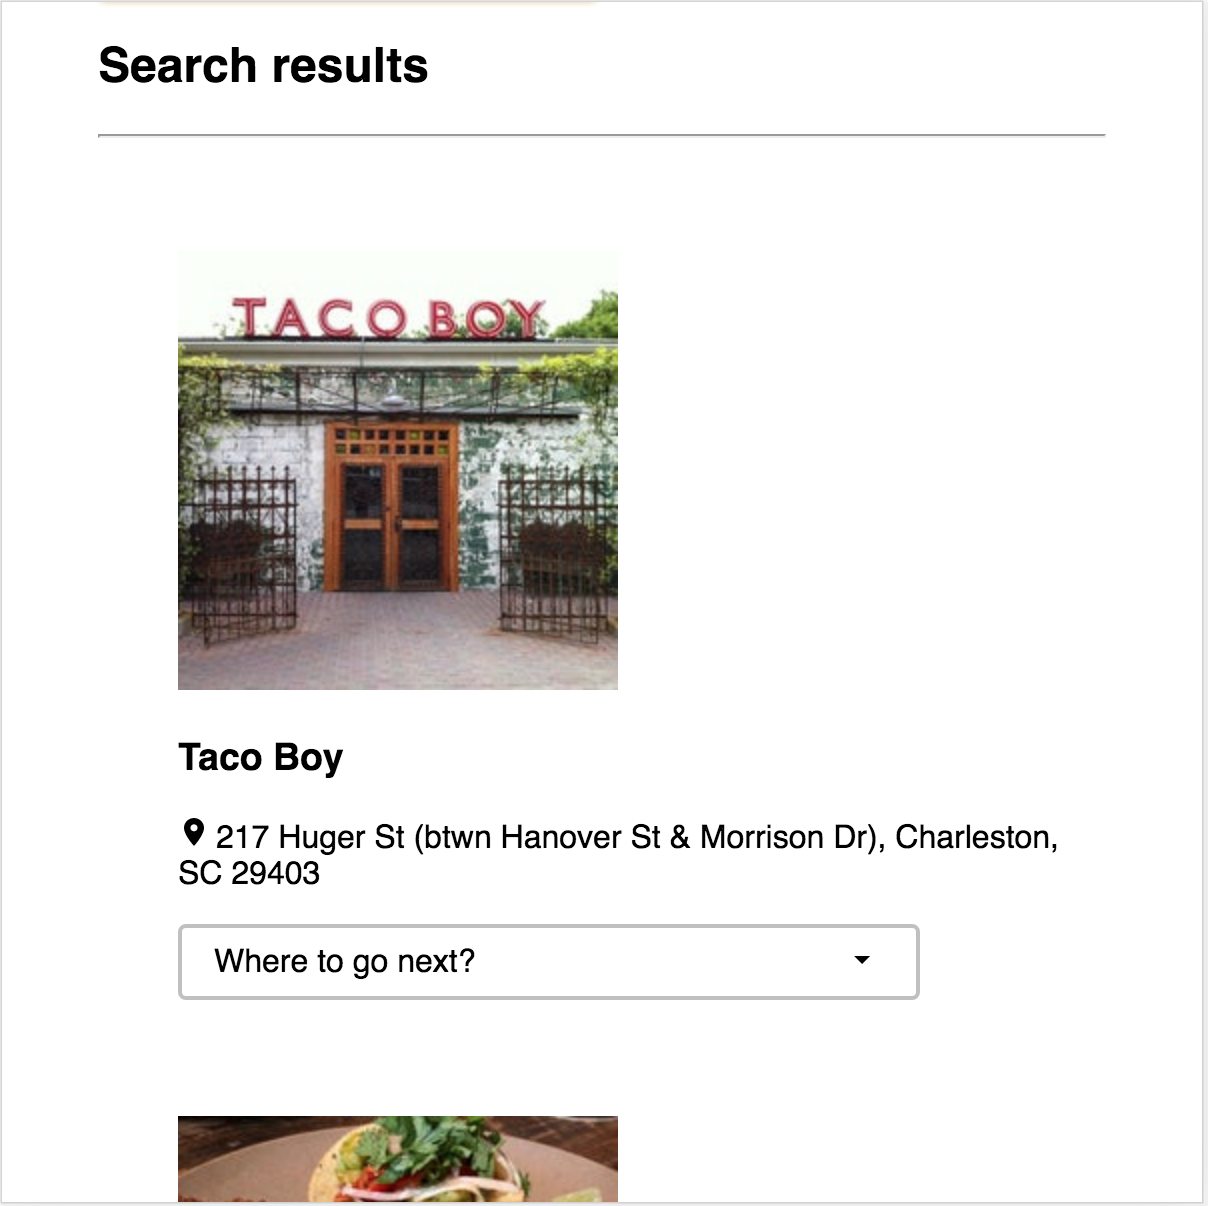 Search results
TACO BOY
Taco Boy
217 Huger St (btwn Hanover St & Morrison Dr), Charleston,
SC 29403
Where to go next?